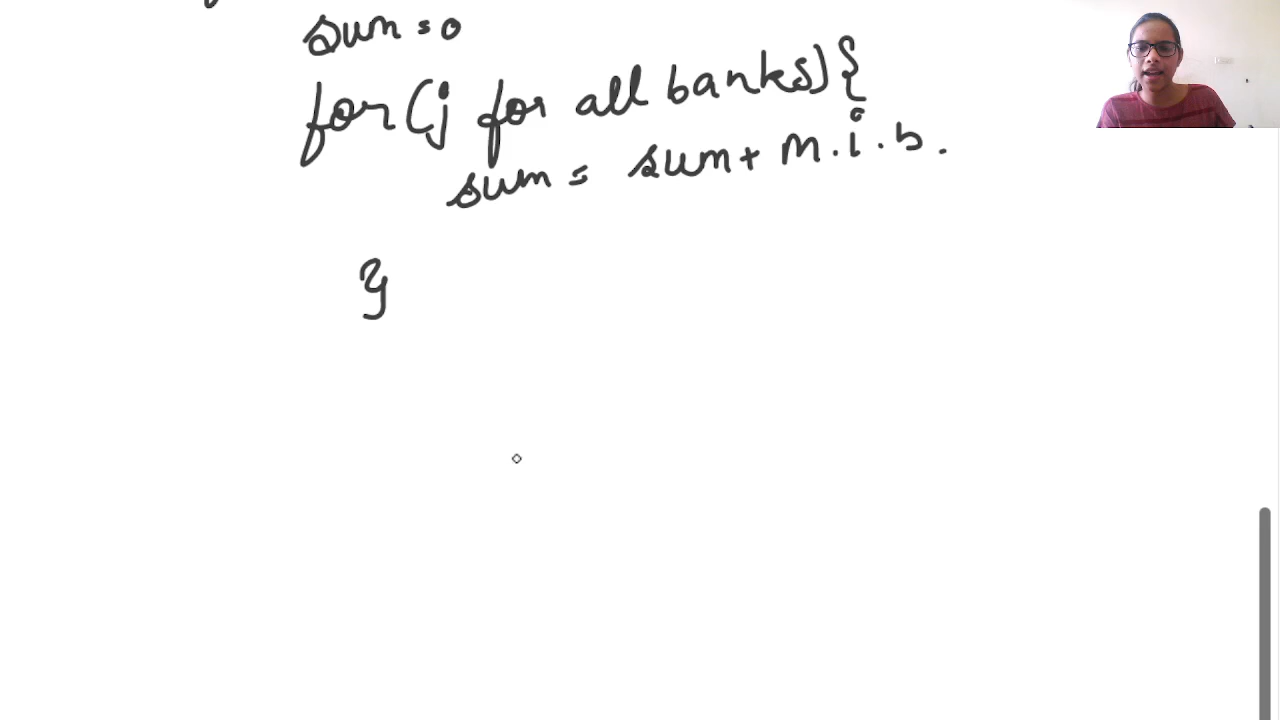 sum = 0
for (j for all banks) {
sum = sum + m.i.b.
}